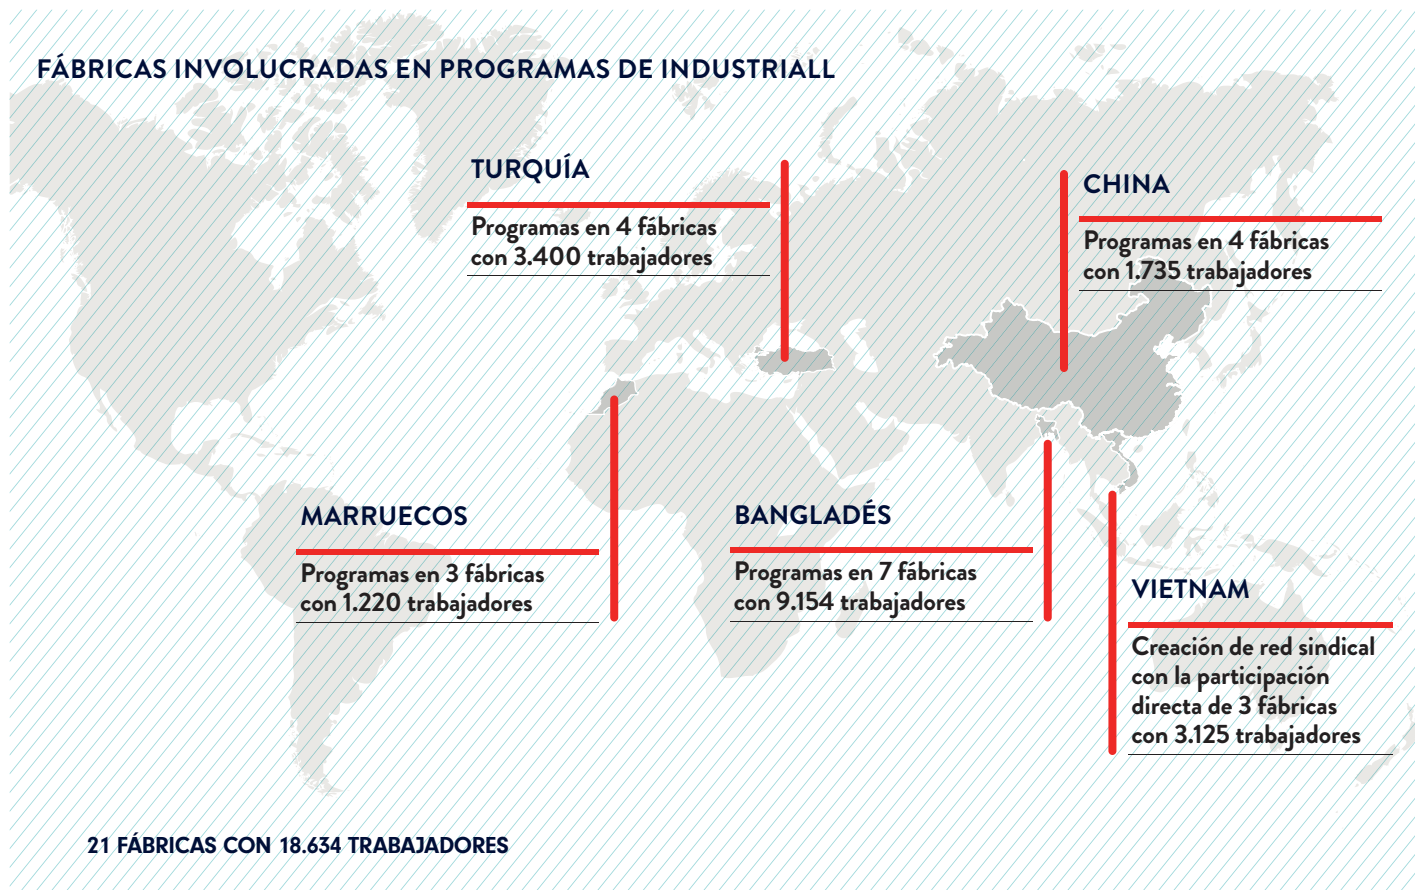 FÁBRICAS INVOLUCRADAS EN PROGRAMAS DE INDUSTRIALL
TURQUÍA
Programas en 4 fábricas
con 3.400 trabajadores
CHINA
Programas en 4 fábricas
con 1.735 trabajadores
MARRUECOS
Programas en 3 fábricas
con 1.220 trabajadores
BANGLADÉS
Programas en 7 fábricas
con 9.154 trabajadores
VIETNAM
Creación de red sindical
con la participación
directa de 3 fábricas
con 3.125 trabajadores
21 FÁBRICAS CON 18.634 TRABAJADORES